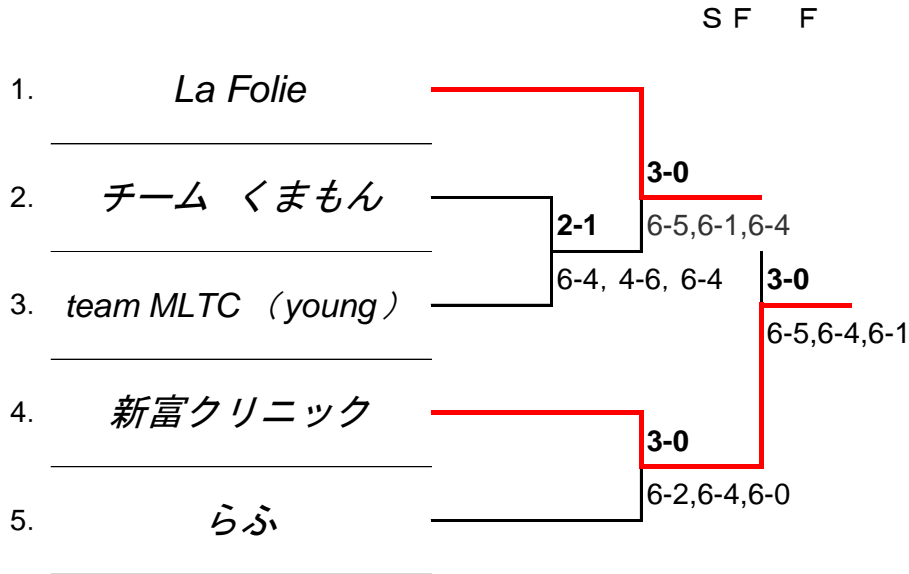 S F F
1. La Folie
3-0
2. チーム くまもん
2-1 6-5,6-1,6-4
6-4, 4-6, 6-4 3-0
3. team MLTC （young）
6-5,6-4,6-1
4. 新富クリニック
3-0
6-2,6-4,6-0
5. らふ